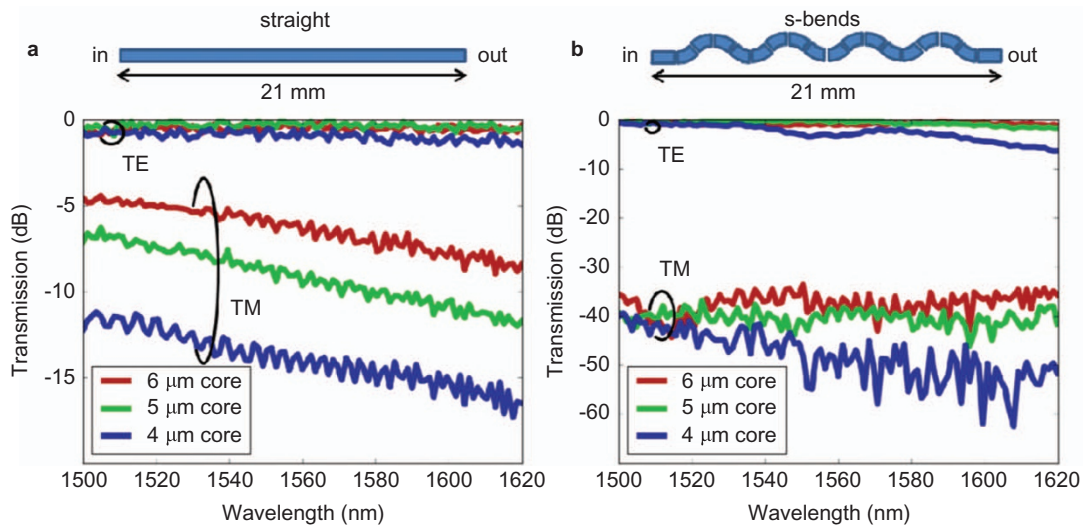 a
straight
in
out
21 mm
Transmission (dB)
0
-5
-10
-15
TE
TM
6 μm core
5 μm core
4 μm core
1500 1520 1540 1560 1580 1600 1620
Wavelength (nm)
b
s-bends
in
out
21 mm
Transmission (dB)
0
-10
-20
-30
-40
-50
-60
TE
TM
6 μm core
5 μm core
4 μm core
1500 1520 1540 1560 1580 1600 1620
Wavelength (nm)